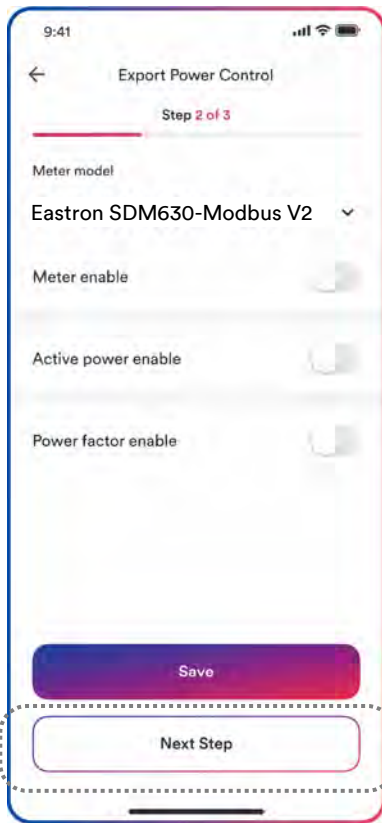 9:41
Export Power Control
Step 2 of 3
Meter model
Eastron SDM630-Modbus V2
Meter enable
Active power enable
Power factor enable
Save
Next Step